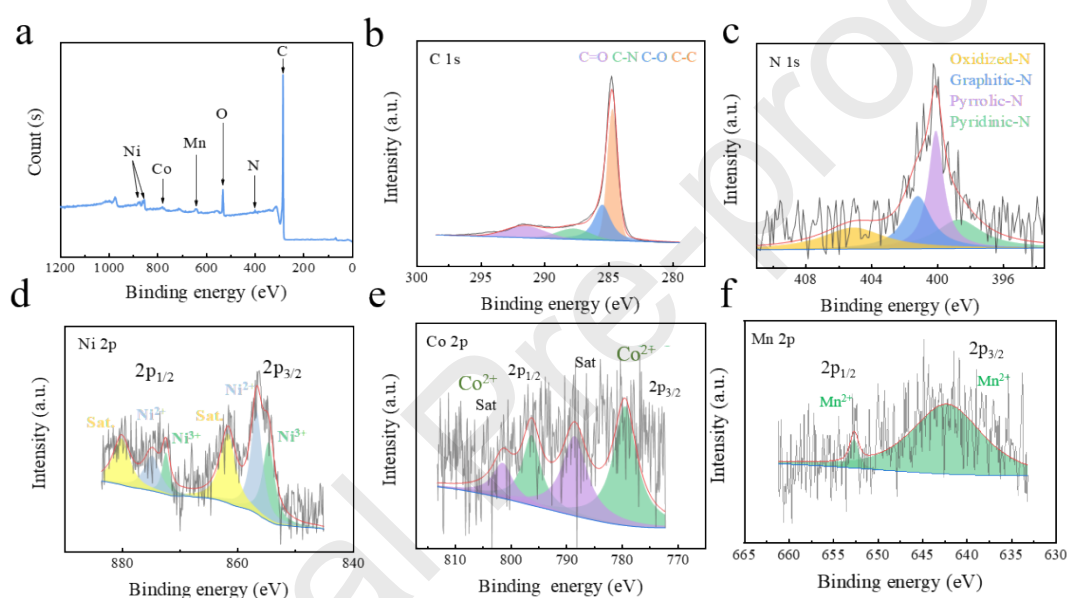 a
C
O
Mn
Ni
Co
N
Count (s)
1200 1000 800 600 400 200 0
Binding energy (eV)
b
C 1s
C=O C-N C-O C-C
Intensity (a.u.)
300 295 290 285 280
Binding energy (eV)
c
N 1s
Oxidized-N
Graphitic-N
Pyrrolic-N
Pyridinic-N
Intensity (a.u.)
408 404 400 396
Binding energy (eV)
d
Ni 2p
2p1/2
2p3/2
Sat.
Ni2+
Ni3+
Sat.
Ni2+
Ni3+
Intensity (a.u.)
880 860 840
Binding energy (eV)
e
Co 2p
Co2+
Sat
2p1/2
Sat
Co2+
2p3/2
Intensity (a.u.)
810 800 790 780 770
Binding energy (eV)
f
Mn 2p
2p1/2
Mn2+
2p3/2
Mn2+
Intensity (a.u.)
665 660 655 650 645 640 635 630
Binding energy (eV)
al Pre-proo